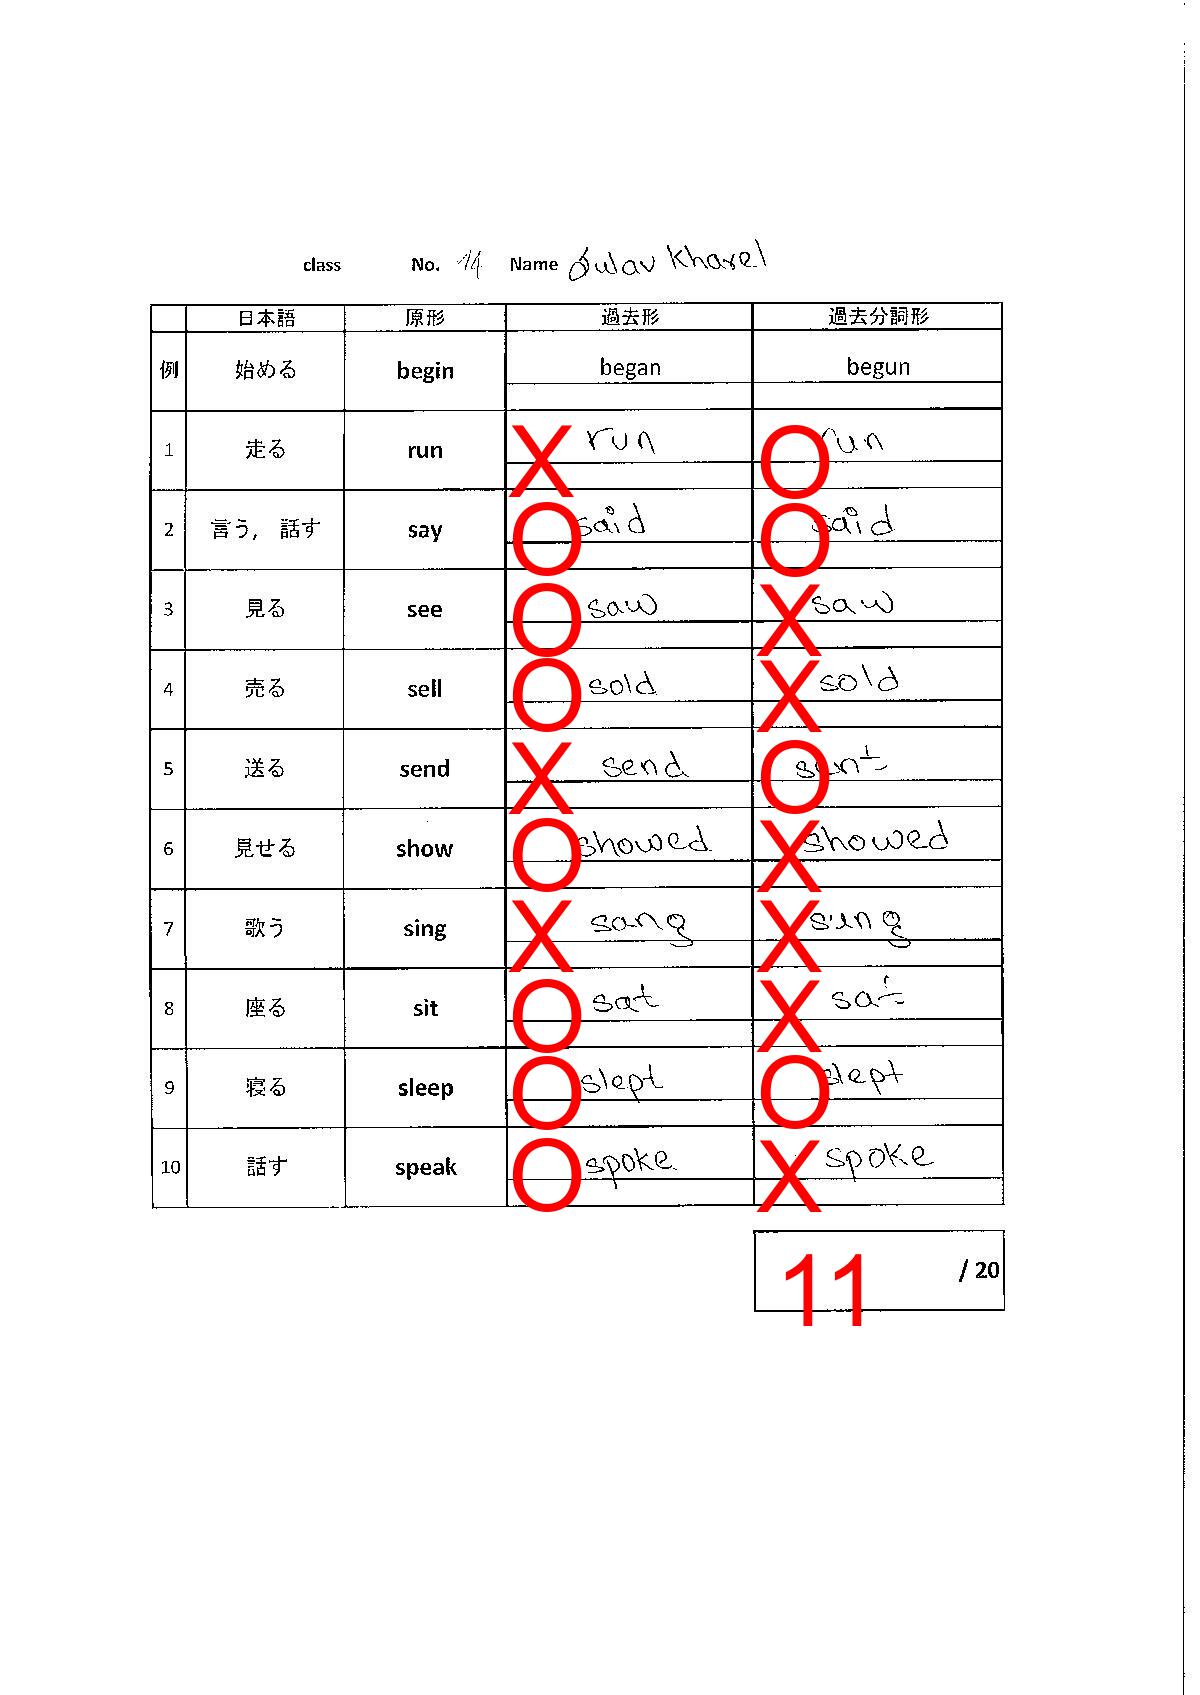 class No. 14 Name Sulav Kharel
日本語 原形 過去形 過去分詞形
例 始める begin began begun
1 走る run X run O run
2 言う, 話す say O said O said
3 見る see O saw X saw
4 売る sell O sold X sold
5 送る send X send O sent
6 見せる show O showed X showed
7 歌う sing X sang X sing
8 座る sit O sat X sat
9 寝る sleep O slept O slept
10 話す speak O spoke X spoke
11 / 20